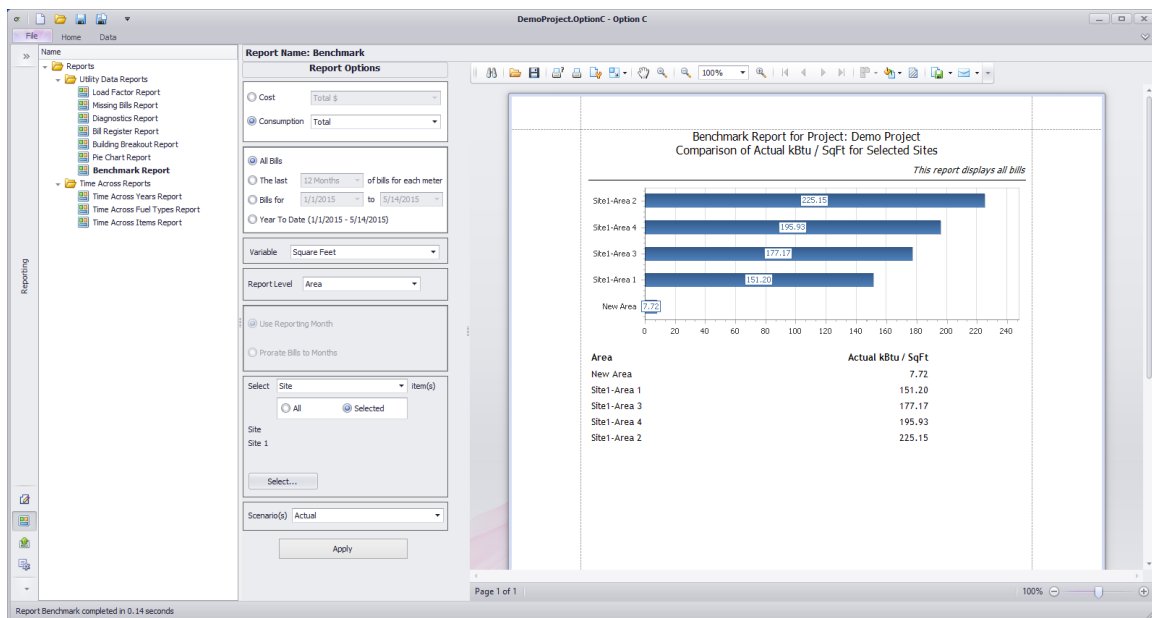 DemoProject.OptionC - Option C
File Home Data
Name
Reports
Utility Data Reports
Load Factor Report
Missing Bills Report
Diagnostics Report
Bill Register Report
Building Breakout Report
Pie Chart Report
Benchmark Report
Time Across Reports
Time Across Years Report
Time Across Fuel Types Report
Time Across Items Report
Reporting
Report Name: Benchmark
Report Options
Cost Total $
Consumption Total
All Bills
The last 12 Months of bills for each meter
Bills for 1/1/2015 to 5/14/2015
Year To Date (1/1/2015 - 5/14/2015)
Variable Square Feet
Report Level Area
Use Reporting Month
Prorate Bills to Months
Select Site item(s)
All Selected
Site
Site 1
Select...
Scenario(s) Actual
Apply
100%
Benchmark Report for Project: Demo Project
Comparison of Actual kBtu / SqFt for Selected Sites
This report displays all bills
Site1-Area 2 225.15
Site1-Area 4 195.93
Site1-Area 3 177.17
Site1-Area 1 151.20
New Area 7.72
0 20 40 60 80 100 120 140 160 180 200 220 240
Area Actual kBtu / SqFt
New Area 7.72
Site1-Area 1 151.20
Site1-Area 3 177.17
Site1-Area 4 195.93
Site1-Area 2 225.15
Page 1 of 1 100%
Report Benchmark completed in 0.14 seconds